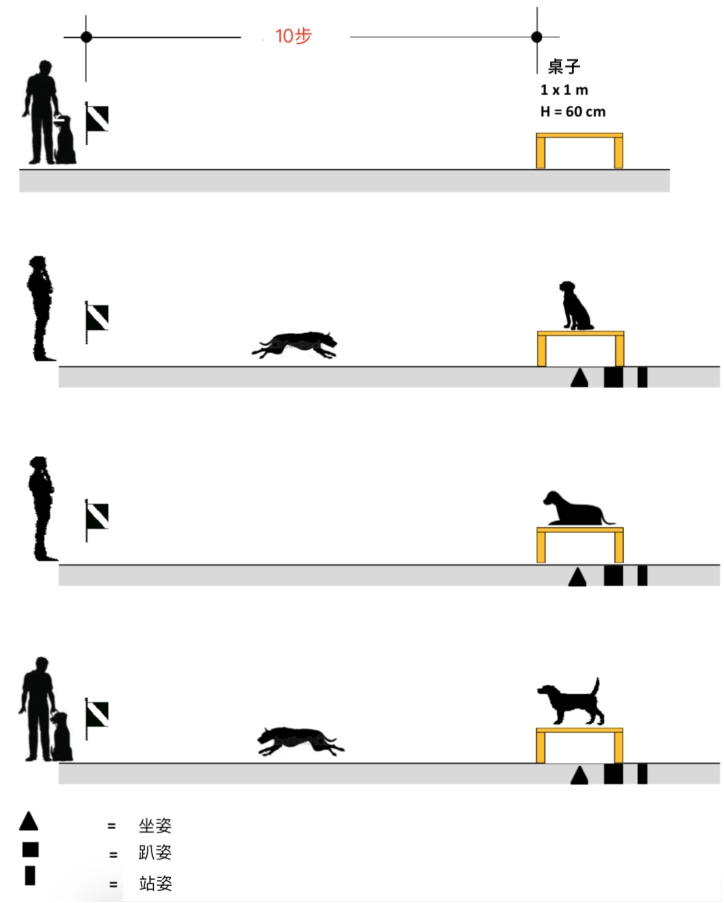 10步
桌子
1 x 1 m
H = 60 cm
= 坐姿
= 趴姿
= 站姿